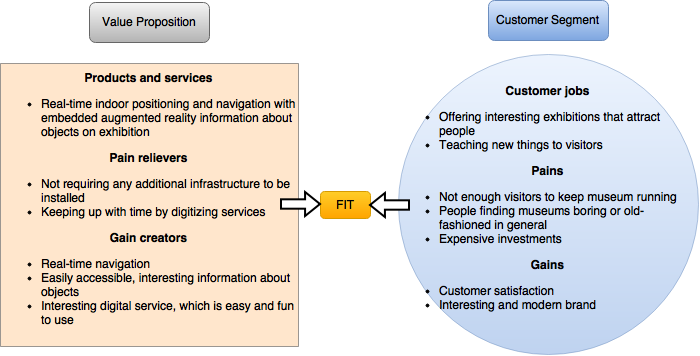 Value Proposition
Customer Segment
Products and services
• Real-time indoor positioning and navigation with
embedded augmented reality information about
objects on exhibition
Pain relievers
• Not requiring any additional infrastructure to be
installed
• Keeping up with time by digitizing services
Gain creators
• Real-time navigation
• Easily accessible, interesting information about
objects
• Interesting digital service, which is easy and fun
to use
FIT
Customer jobs
• Offering interesting exhibitions that attract
people
• Teaching new things to visitors
Pains
• Not enough visitors to keep museum running
• People finding museums boring or old-
fashioned in general
• Expensive investments
Gains
• Customer satisfaction
• Interesting and modern brand